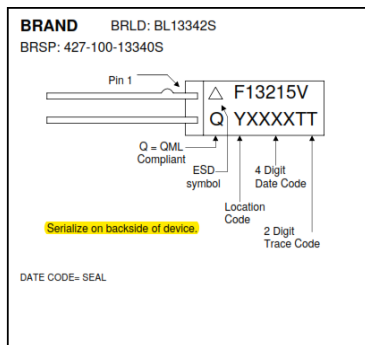 BRAND BRLD: BL13342S
BRSP: 427-100-13340S
Pin 1
F13215V
Q YXXXXTT
Q = QML
Compliant
ESD
symbol
4 Digit
Date Code
Location
Code
2 Digit
Trace Code
Serialize on backside of device.
DATE CODE= SEAL